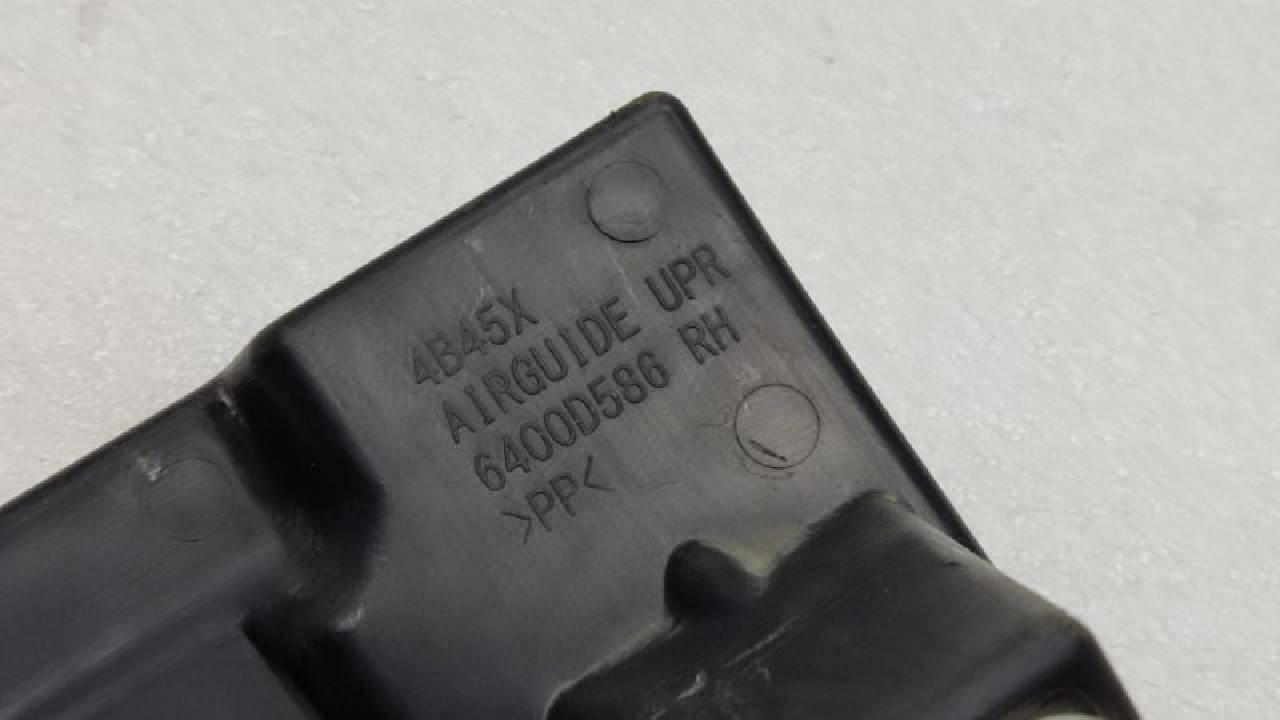 4B45X
AIRGUIDE UPR
6400D586 RH
>PP<